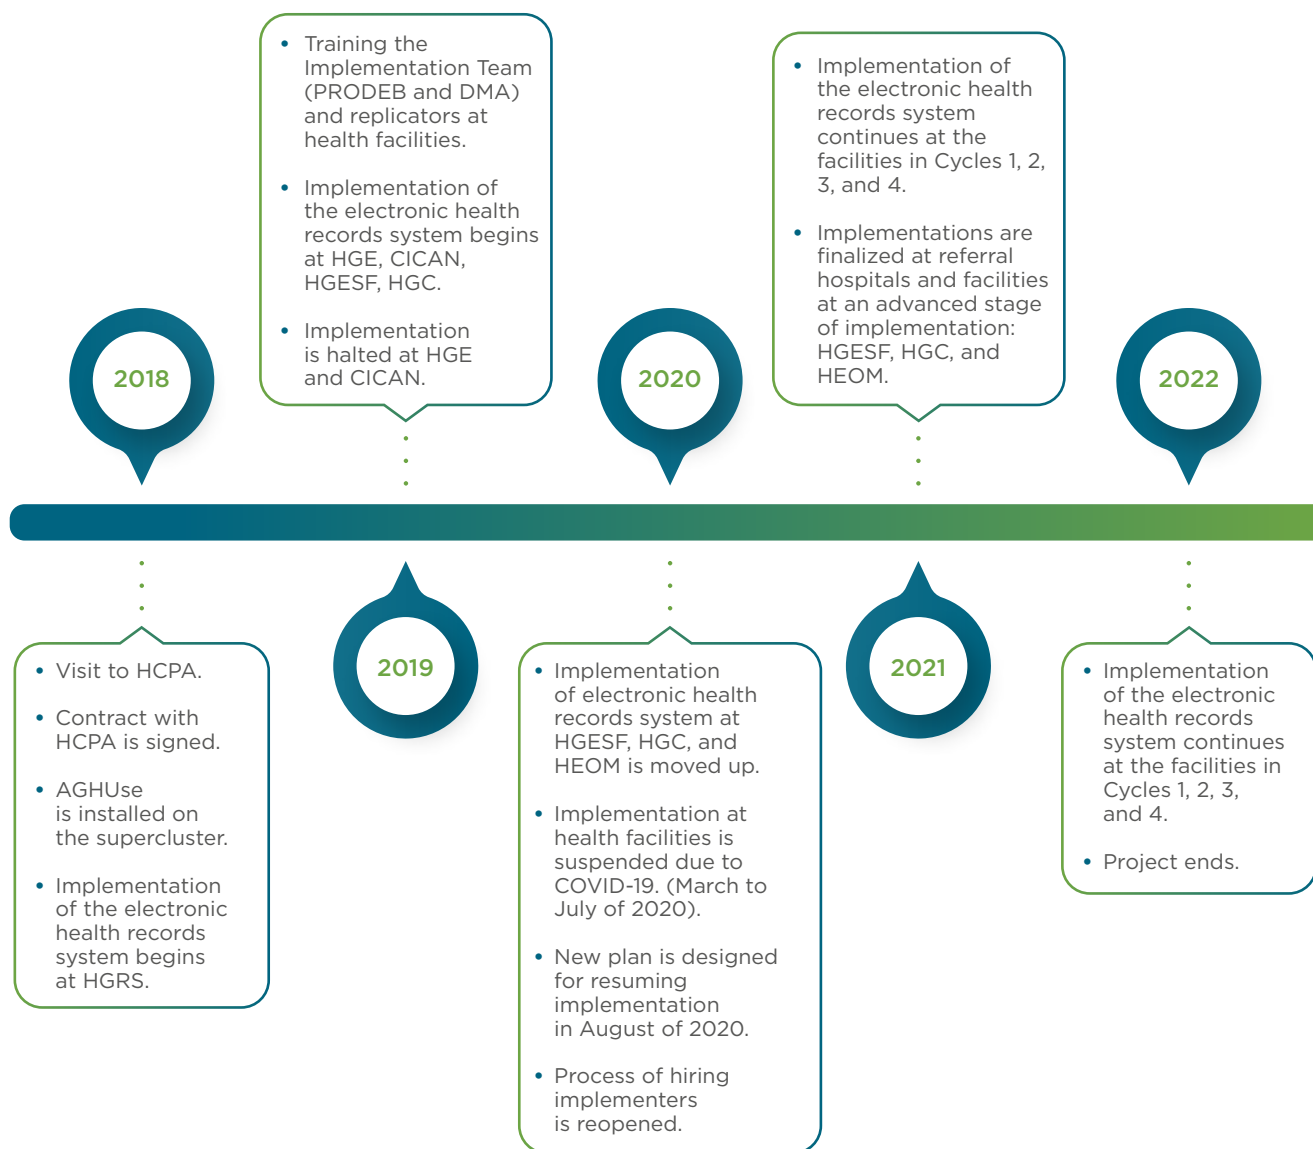 2018
• Visit to HCPA.
• Contract with
HCPA is signed.
• AGHUse
is installed on
the supercluster.
• Implementation
of the electronic
health records
system begins
at HGRS.
2019
• Training the
Implementation Team
(PRODEB and DMA)
and replicators at
health facilities.
• Implementation of
the electronic health
records system begins
at HGE, CICAN,
HGESF, HGC.
• Implementation
is halted at HGE
and CICAN.
2020
• Implementation
of electronic health
records system at
HGESF, HGC, and
HEOM is moved up.
• Implementation at
health facilities is
suspended due to
COVID-19. (March to
July of 2020).
• New plan is designed
for resuming
implementation
in August of 2020.
• Process of hiring
implementers
is reopened.
2021
• Implementation of
the electronic health
records system
continues at the
facilities in Cycles 1, 2,
3, and 4.
• Implementations are
finalized at referral
hospitals and facilities
at an advanced stage
of implementation:
HGESF, HGC, and
HEOM.
2022
• Implementation
of the electronic
health records
system continues
at the facilities in
Cycles 1, 2, 3,
and 4.
• Project ends.